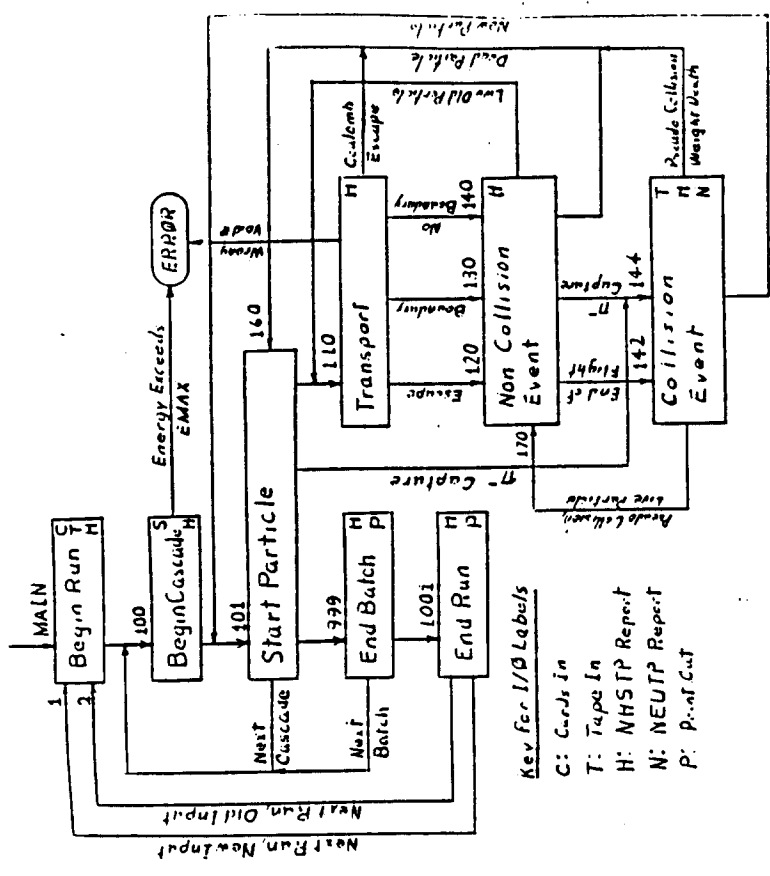 MAIN
1
2
Begin Run
C
T
H
100
Begin Cascade
S
H
Energy Exceeds
EMAX
ERRØR
101
Start Particle
160
Next
Cascade
999
End Batch
H
P
Next
Batch
1001
End Run
H
P
Next Run, Old Input
Next Run, New Input
110
Transport
H
Wrong
Coulomb
Escape
Escape
120
Boundary
130
No
Boundary
140
Non Collision
Event
H
170
π⁻ Capture
End of
Flight
142
π⁻
Capture
144
Collision
Event
T
H
N
Pseudo Collision,
Live Particle
Pseudo Collision
Weight Death
Live Old Particle
Dead Particle
New Particle
Key For I/Ø Labels
C: Cards in
T: Tape In
H: NHSTP Report
N: NEUTP Report
P: Print Out